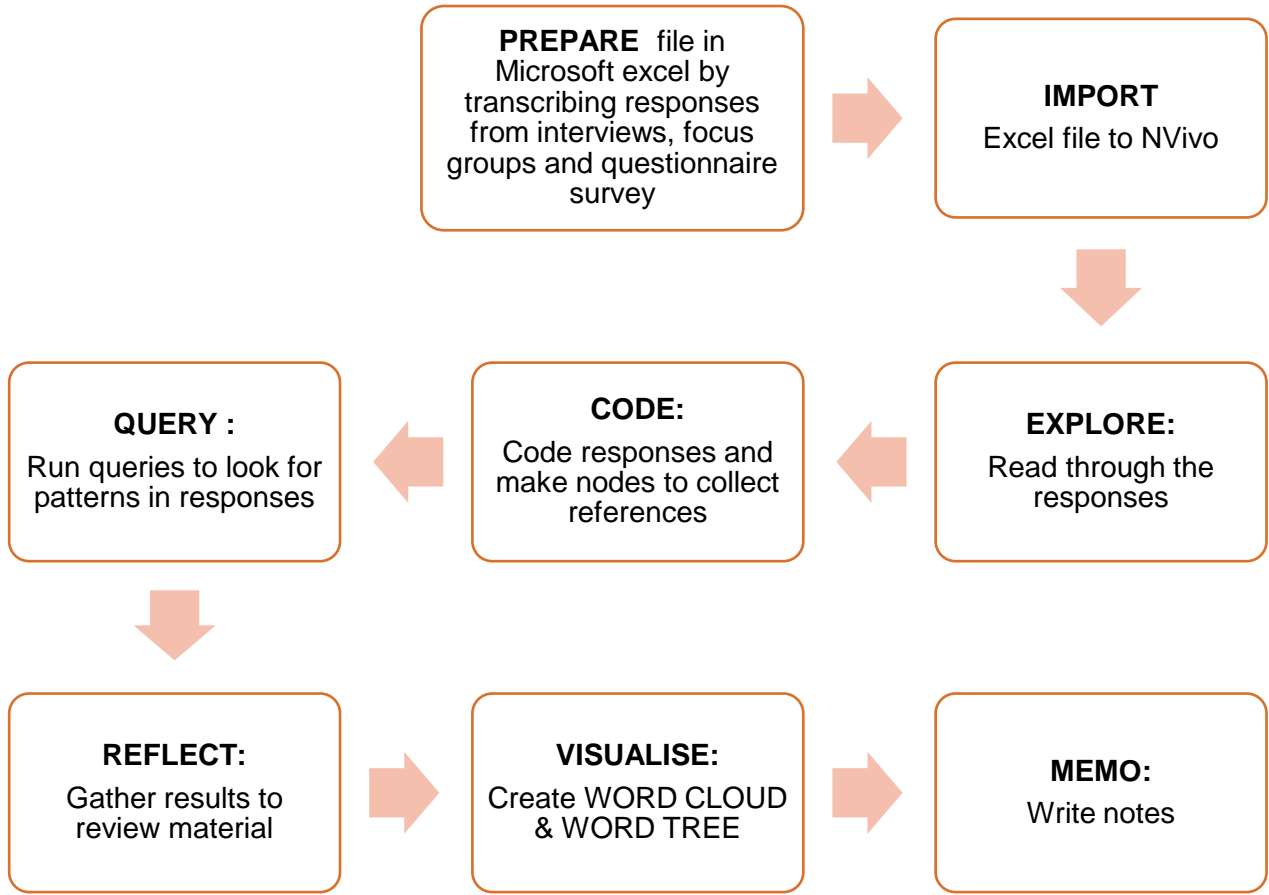 PREPARE file in
Microsoft excel by
transcribing responses
from interviews, focus
groups and questionnaire
survey
IMPORT
Excel file to NVivo
EXPLORE:
Read through the
responses
CODE:
Code responses and
make nodes to collect
references
QUERY :
Run queries to look for
patterns in responses
REFLECT:
Gather results to
review material
VISUALISE:
Create WORD CLOUD
& WORD TREE
MEMO:
Write notes